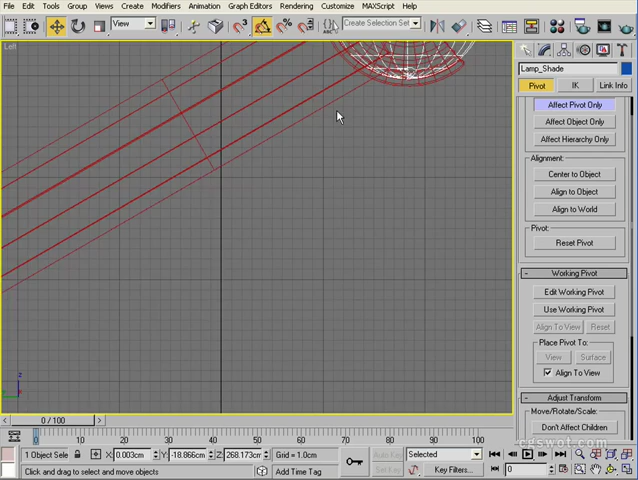 File Edit Tools Group Views Create Modifiers Animation Graph Editors Rendering Customize MAXScript Help
View
3
%
ABC
Create Selection Set
Left
Lamp_Shade
Pivot IK Link Info
Affect Pivot Only
Affect Object Only
Affect Hierarchy Only
Alignment:
Center to Object
Align to Object
Align to World
Pivot:
Reset Pivot
Working Pivot
Edit Working Pivot
Use Working Pivot
Align To View Reset
Place Pivot To:
View Surface
Align To View
Adjust Transform
Move/Rotate/Scale:
Don't Affect Children
z
0 / 100
0 10 20 30 40 50 60 70 80 90 100
cgswot.com
1 Object Sele X: 0.003cm Y: -18.866cm Z: 268.173cm Grid = 1.0cm Auto Key Selected
Click and drag to select and move objects Add Time Tag Set Key Key Filters... 0